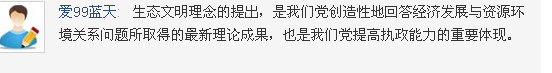 爱99蓝天: 生态文明理念的提出，是我们党创造性地回答经济发展与资源环
境关系问题所取得的最新理论成果，也是我们党提高执政能力的重要体现。